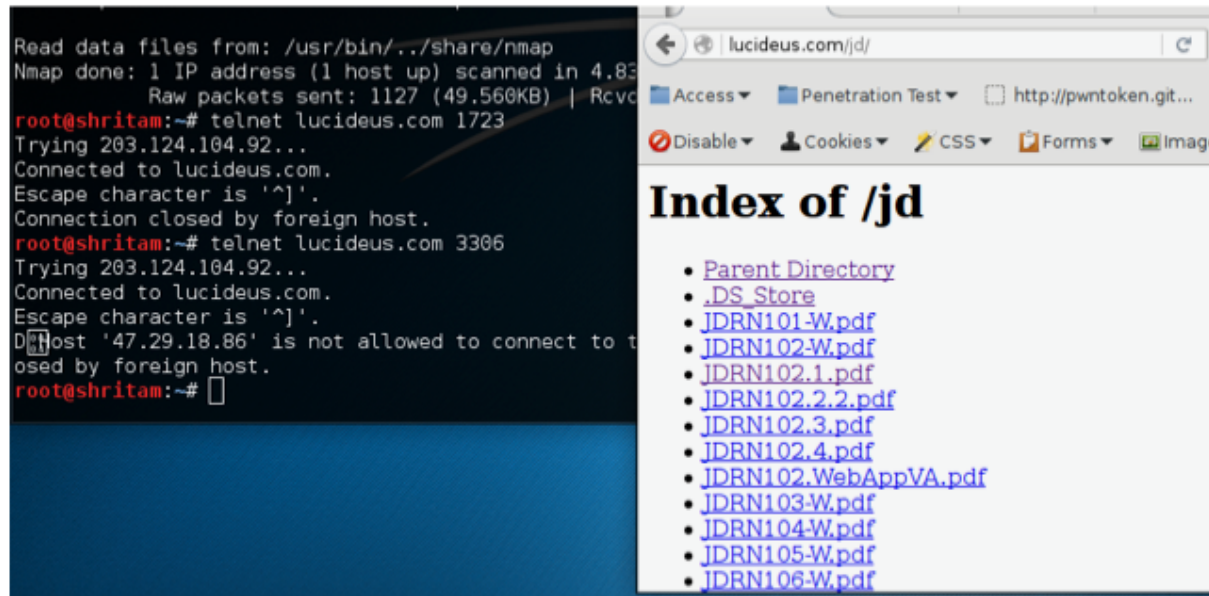 Read data files from: /usr/bin/../share/nmap
Nmap done: 1 IP address (1 host up) scanned in 4.83
Raw packets sent: 1127 (49.560KB) | Rcvd
root@shritam:~# telnet lucideus.com 1723
Trying 203.124.104.92...
Connected to lucideus.com.
Escape character is '^]'.
Connection closed by foreign host.
root@shritam:~# telnet lucideus.com 3306
Trying 203.124.104.92...
Connected to lucideus.com.
Escape character is '^]'.
D Host '47.29.18.86' is not allowed to connect to t
osed by foreign host.
root@shritam:~#
lucideus.com/jd/
Access Penetration Test http://pwntoken.git...
Disable Cookies CSS Forms Imag
Index of /jd
Parent Directory
.DS_Store
JDRN101-W.pdf
JDRN102-W.pdf
JDRN102.1.pdf
JDRN102.2.2.pdf
JDRN102.3.pdf
JDRN102.4.pdf
JDRN102.WebAppVA.pdf
JDRN103-W.pdf
JDRN104-W.pdf
JDRN105-W.pdf
JDRN106-W.pdf